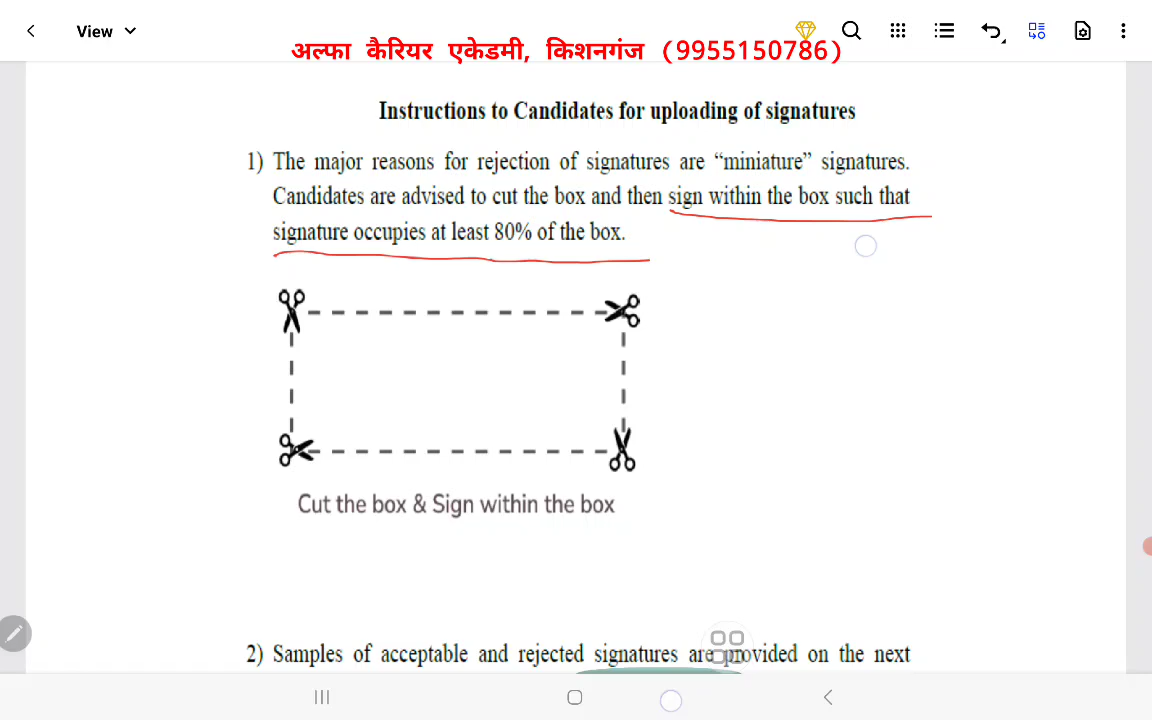 View
अल्फा कैरियर एकेडमी, किशनगंज (9955150786)
Instructions to Candidates for uploading of signatures
1) The major reasons for rejection of signatures are “miniature” signatures.
Candidates are advised to cut the box and then sign within the box such that
signature occupies at least 80% of the box.
Cut the box & Sign within the box
2) Samples of acceptable and rejected signatures are provided on the next